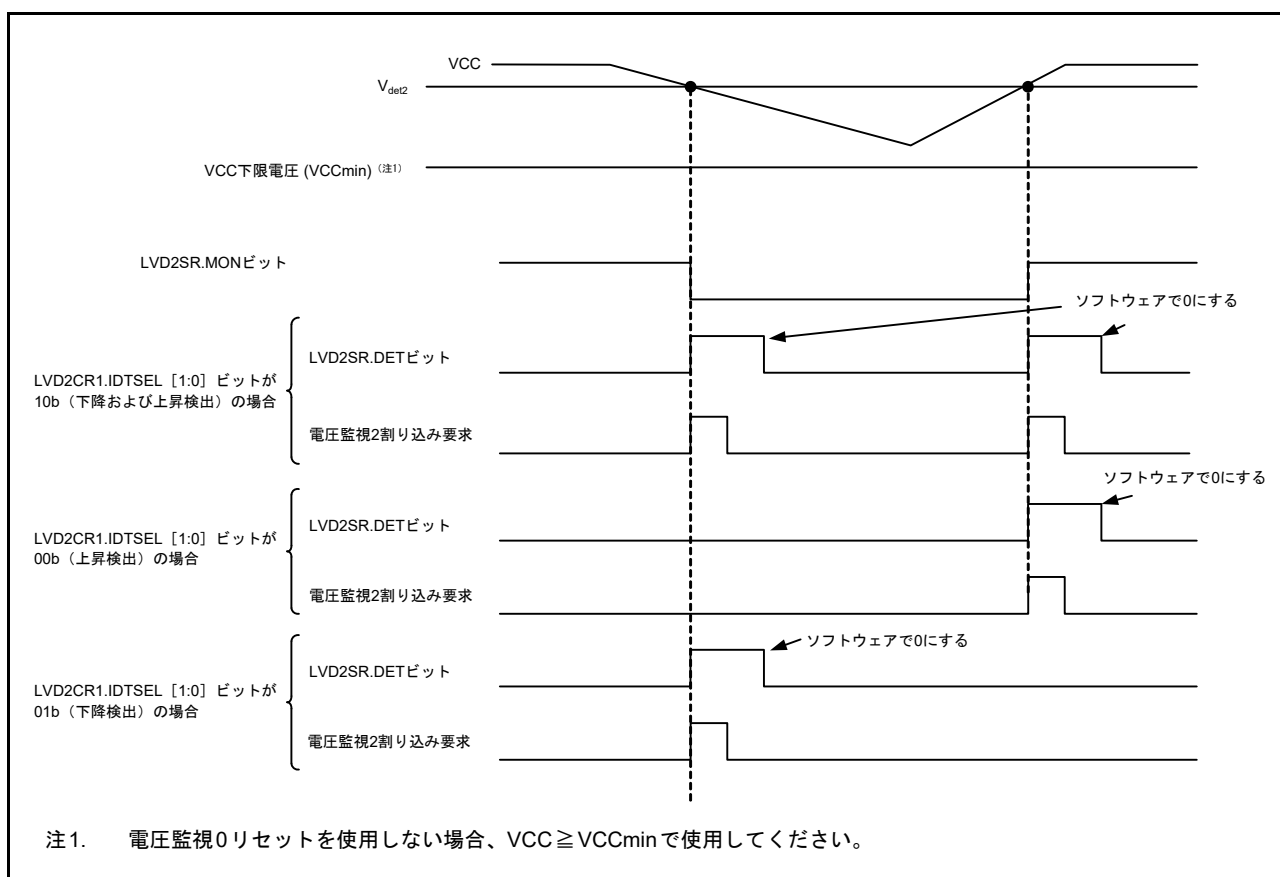 VCC
Vdet2
VCC下限電圧 (VCCmin)（注1）
LVD2SR.MONビット
ソフトウェアで0にする
LVD2SR.DETビット
LVD2CR1.IDTSEL［1:0］ビットが
10b（下降および上昇検出）の場合
電圧監視2割り込み要求
ソフトウェアで0にする
LVD2SR.DETビット
LVD2CR1.IDTSEL［1:0］ビットが
00b（上昇検出）の場合
電圧監視2割り込み要求
ソフトウェアで0にする
LVD2SR.DETビット
LVD2CR1.IDTSEL［1:0］ビットが
01b（下降検出）の場合
電圧監視2割り込み要求
注1. 電圧監視0リセットを使用しない場合、VCC≧VCCminで使用してください。